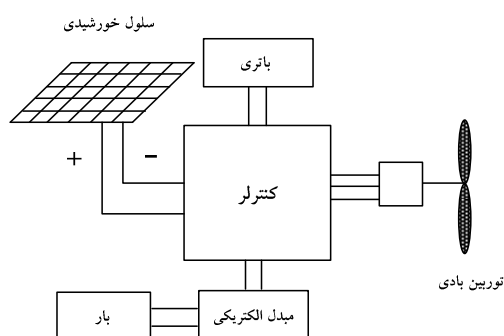 سلول خورشیدی
باتری
+ −
کنترلر
توربین بادی
مبدل الکتریکی
بار